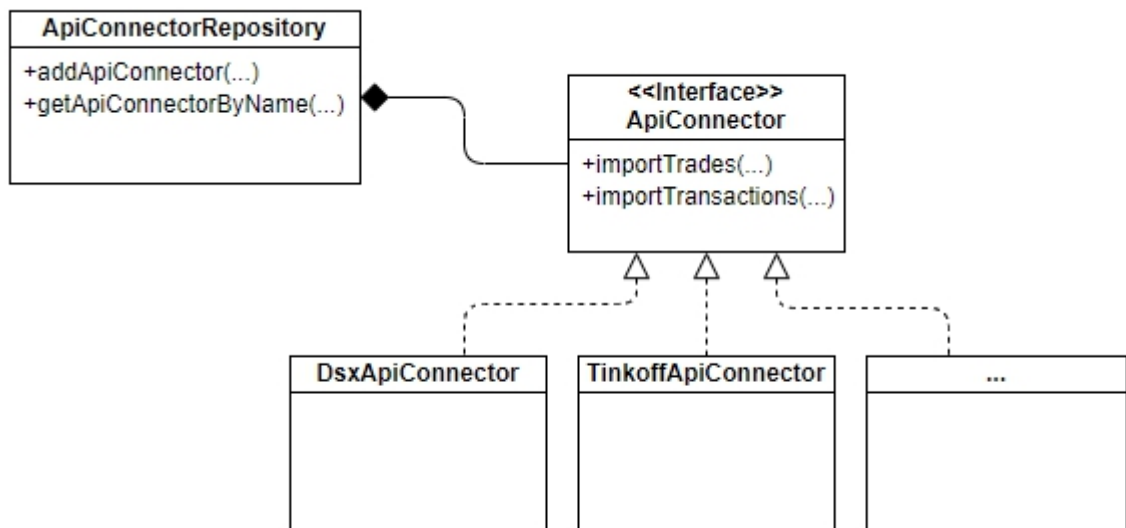 ApiConnectorRepository
+addApiConnector(...)
+getApiConnectorByName(...)
<<Interface>>
ApiConnector
+importTrades(...)
+importTransactions(...)
DsxApiConnector
TinkoffApiConnector
...